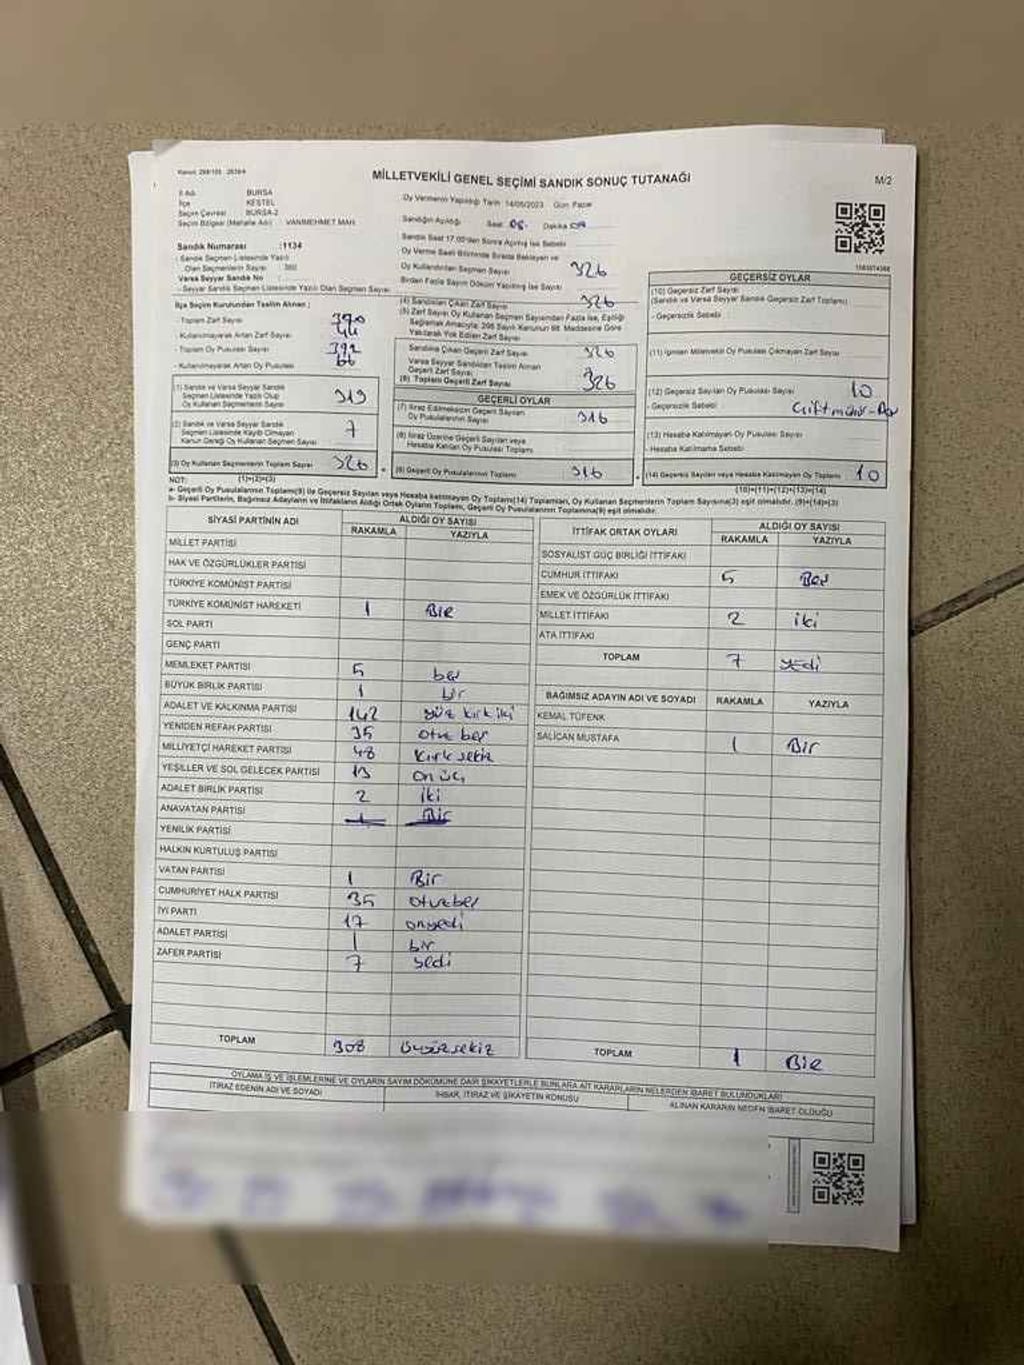 Kanun: 298/105 - 2839/4
MİLLETVEKİLİ GENEL SEÇİMİ SANDIK SONUÇ TUTANAĞI
M/2
İl Adı BURSA
İlçe KESTEL
Seçim Çevresi BURSA-2
Seçim Bölgesi (Mahalle Adı) : VANİMEHMET MAH.
Sandık Numarası :1134
- Sandık Seçmen Listesinde Yazılı
Olan Seçmenlerin Sayısı
Varsa Seyyar Sandık No
- Seyyar Sandık Seçmen Listesinde Yazılı Olan Seçmen Sayısı
Oy Vermenin Yapıldığı Tarih 14/05/2023 Gün Pazar
Sandığın Açıldığı Saat 08. Dakika
Sandık Saat 17.00'den Sonra Açılmış İse Sebebi
Oy Verme Saati Bitiminde Sırada Bekleyen ve
Oy Kullandırılan Seçmen Sayısı 326
Birden Fazla Sayım Döküm Yapılmış İse Sayısı
İlçe Seçim Kurulundan Teslim Alınan ;
- Toplam Zarf Sayısı 370
- Kullanılmayarak Artan Zarf Sayısı 44
- Toplam Oy Pusulası Sayısı 392
- Kullanılmayarak Artan Oy Pusulası 66
(1) Sandık ve Varsa Seyyar Sandık
Seçmen Listesinde Yazılı Olup
Oy Kullanan Seçmenlerin Sayısı 319
(2) Sandık ve Varsa Seyyar Sandık
Seçmen Listesinde Kaydı Olmayan
Kanun Gereği Oy Kullanan Seçmen Sayısı 7
(3) Oy Kullanan Seçmenlerin Toplam Sayısı 326
(1)+(2)=(3)
(4) Sandıktan Çıkan Zarf Sayısı 326
(5) Zarf Sayısı Oy Kullanan Seçmen Sayısından Fazla İse, Eşitliği
Sağlamak Amacıyla; 298 Sayılı Kanunun 98. Maddesine Göre
Yakılarak Yok Edilen Zarf Sayısı
Sandıkta Çıkan Geçerli Zarf Sayısı 326
Varsa Seyyar Sandıktan Teslim Alınan
Geçerli Zarf Sayısı
(6) Toplam Geçerli Zarf Sayısı 326
GEÇERLİ OYLAR
(7) İtiraz Edilmeksizin Geçerli Sayılan
Oy Pusulalarının Sayısı 316
(8) İtiraz Üzerine Geçerli Sayılan veya
Hesaba Katılan Oy Pusulası Toplamı
(9) Geçerli Oy Pusulalarının Toplamı 316
GEÇERSİZ OYLAR
(10) Geçersiz Zarf Sayısı
(Sandık ve Varsa Seyyar Sandık Geçersiz Zarf Toplamı)
- Geçersizlik Sebebi
(11) İçinden Milletvekili Oy Pusulası Çıkmayan Zarf Sayısı
(12) Geçersiz Sayılan Oy Pusulası Sayısı 10
- Geçersizlik Sebebi
(13) Hesaba Katılmayan Oy Pusulası Sayısı
- Hesaba Katılmama Sebebi
(14) Geçersiz Sayılan veya Hesaba Katılmayan Oy Toplamı 10
(10)+(11)+(12)+(13)=(14)
NOT:
a- Geçerli Oy Pusulalarının Toplamı(9) ile Geçersiz Sayılan veya Hesaba katılmayan Oy Toplamı(14) Toplamları, Oy Kullanan Seçmenlerin Toplam Sayısına(3) eşit olmalıdır. (9)+(14)=(3)
b- Siyasi Partilerin, Bağımsız Adayların ve İttifakların Aldığı Ortak Oyların Toplamı, Geçerli Oy Pusulalarının Toplamına(9) eşit olmalıdır.
SİYASİ PARTİNİN ADI ALDIĞI OY SAYISI
RAKAMLA YAZIYLA
MİLLET PARTİSİ
HAK VE ÖZGÜRLÜKLER PARTİSİ
TÜRKİYE KOMÜNİST PARTİSİ
TÜRKİYE KOMÜNİST HAREKETİ 1 Bir
SOL PARTİ
GENÇ PARTİ
MEMLEKET PARTİSİ 5 beş
BÜYÜK BİRLİK PARTİSİ 1 bir
ADALET VE KALKINMA PARTİSİ 142 yüz kırk iki
YENİDEN REFAH PARTİSİ 35 otuz beş
MİLLİYETÇİ HAREKET PARTİSİ 48 Kırk sekiz
YEŞİLLER VE SOL GELECEK PARTİSİ 13 on üç
ADALET BİRLİK PARTİSİ 2 iki
ANAVATAN PARTİSİ 1 Bir
YENİLİK PARTİSİ
HALKIN KURTULUŞ PARTİSİ
VATAN PARTİSİ 1 Bir
CUMHURİYET HALK PARTİSİ 35 otuzbeş
İYİ PARTİ 17 onyedi
ADALET PARTİSİ 1 bir
ZAFER PARTİSİ 7 yedi
TOPLAM 308 üçyüzsekiz
İTTİFAK ORTAK OYLARI ALDIĞI OY SAYISI
RAKAMLA YAZIYLA
SOSYALİST GÜÇ BİRLİĞİ İTTİFAKI
CUMHUR İTTİFAKI 5 Beş
EMEK VE ÖZGÜRLÜK İTTİFAKI
MİLLET İTTİFAKI 2 iki
ATA İTTİFAKI
TOPLAM 7 yedi
BAĞIMSIZ ADAYIN ADI VE SOYADI RAKAMLA YAZIYLA
KEMAL TÜFENK
SALİCAN MUSTAFA 1 Bir
TOPLAM 1 Bir
OYLAMA İŞ VE İŞLEMLERİNE VE OYLARIN SAYIM DÖKÜMÜNE DAİR ŞİKAYETLERLE BUNLARA AİT KARARLARIN NELERDEN İBARET BULUNDUKLARI
İTİRAZ EDENİN ADI VE SOYADI İHBAR, İTİRAZ VE ŞİKAYETİN KONUSU ALINAN KARARIN NEDEN İBARET OLDUĞU